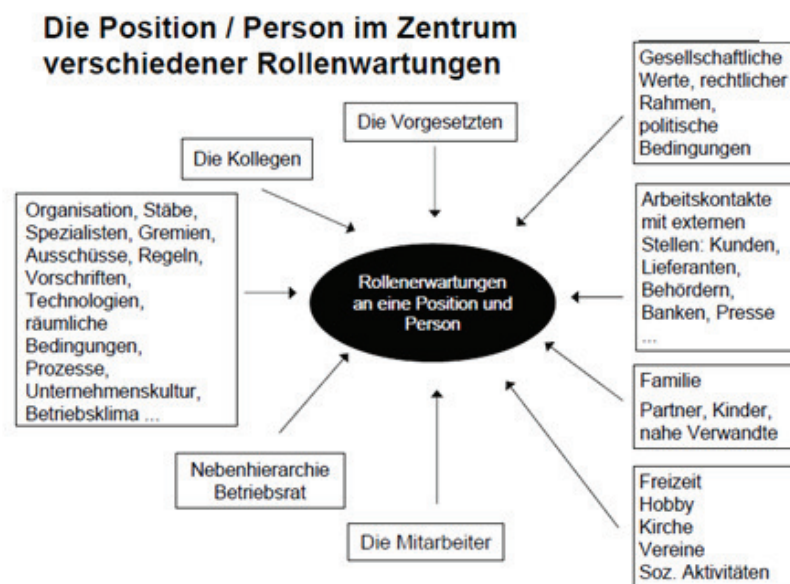 Die Position / Person im Zentrum
verschiedener Rollenwartungen
Die Vorgesetzten
Die Kollegen
Organisation, Stäbe,
Spezialisten, Gremien,
Ausschüsse, Regeln,
Vorschriften,
Technologien,
räumliche
Bedingungen,
Prozesse,
Unternehmenskultur,
Betriebsklima ...
Rollenerwartungen
an eine Position und
Person
Nebenhierarchie
Betriebsrat
Die Mitarbeiter
Gesellschaftliche
Werte, rechtlicher
Rahmen,
politische
Bedingungen
Arbeitskontakte
mit externen
Stellen: Kunden,
Lieferanten,
Behördern,
Banken, Presse
...
Familie
Partner, Kinder,
nahe Verwandte
Freizeit
Hobby
Kirche
Vereine
Soz. Aktivitäten